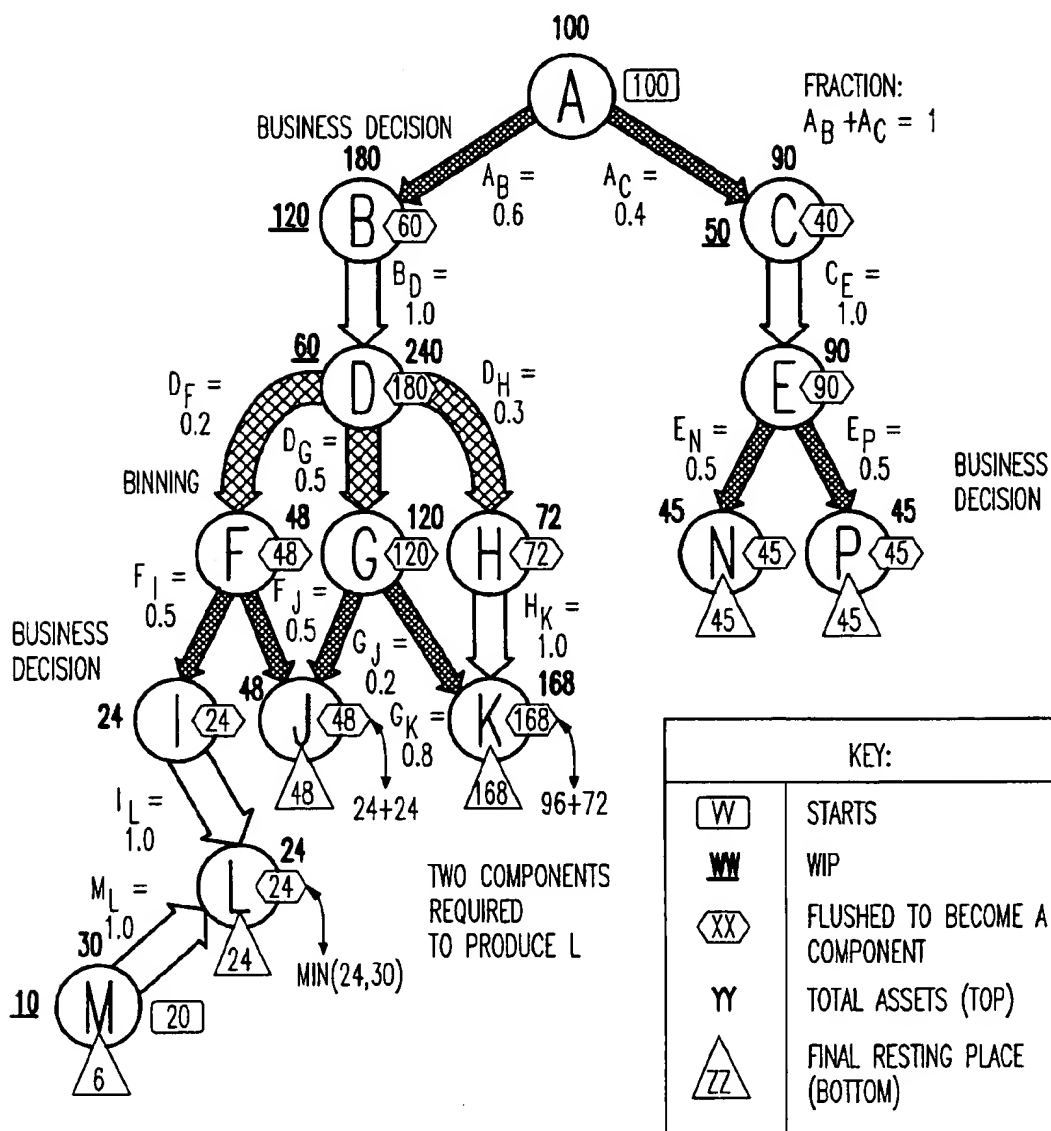 100
A
100
FRACTION:
A_B + A_C = 1
BUSINESS DECISION
180
90
A_B =
0.6
A_C =
0.4
120
B
60
50
C
40
B_D =
1.0
C_E =
1.0
60
240
90
D
180
E
90
D_F =
0.2
D_H =
0.3
D_G =
0.5
E_N =
0.5
E_P =
0.5
BUSINESS
DECISION
BINNING
48
120
72
45
45
F
48
G
120
H
72
N
45
P
45
45
45
F_I =
0.5
F_J =
0.5
H_K =
1.0
G_J =
0.2
BUSINESS
DECISION
48
168
24
I
24
J
48
G_K =
0.8
K
168
48
168
24+24
96+72
I_L =
1.0
24
L
24
24
M_L =
1.0
TWO COMPONENTS
REQUIRED
TO PRODUCE L
MIN(24,30)
30
10
M
20
6
KEY:
W STARTS
WW WIP
XX FLUSHED TO BECOME A
COMPONENT
YY TOTAL ASSETS (TOP)
ZZ FINAL RESTING PLACE
(BOTTOM)